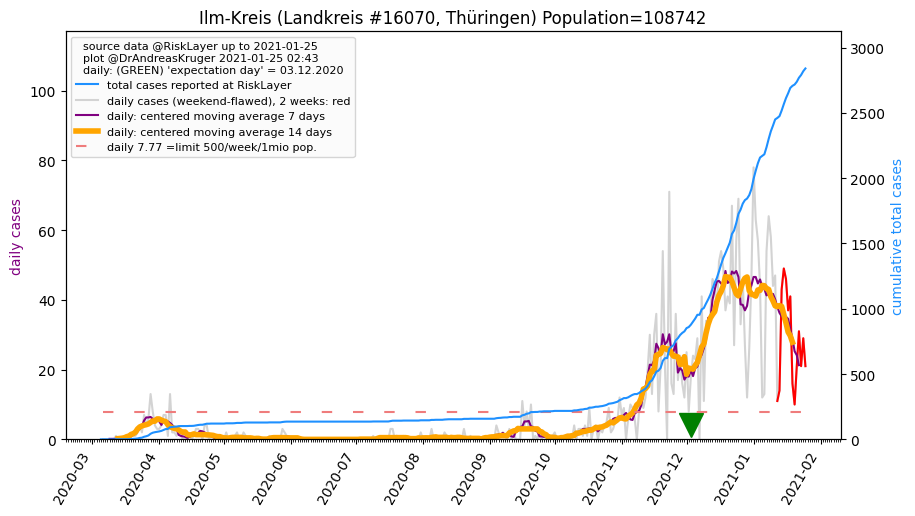 Ilm-Kreis (Landkreis #16070, Thüringen) Population=108742
source data @RiskLayer up to 2021-01-25
plot @DrAndreasKruger 2021-01-25 02:43
daily: (GREEN) 'expectation day' = 03.12.2020
total cases reported at RiskLayer
daily cases (weekend-flawed), 2 weeks: red
daily: centered moving average 7 days
daily: centered moving average 14 days
daily 7.77 =limit 500/week/1mio pop.
daily cases
100
80
60
40
20
0
3000
2500
2000
1500
1000
500
0
cumulative total cases
2020-03
2020-04
2020-05
2020-06
2020-07
2020-08
2020-09
2020-10
2020-11
2020-12
2021-01
2021-02